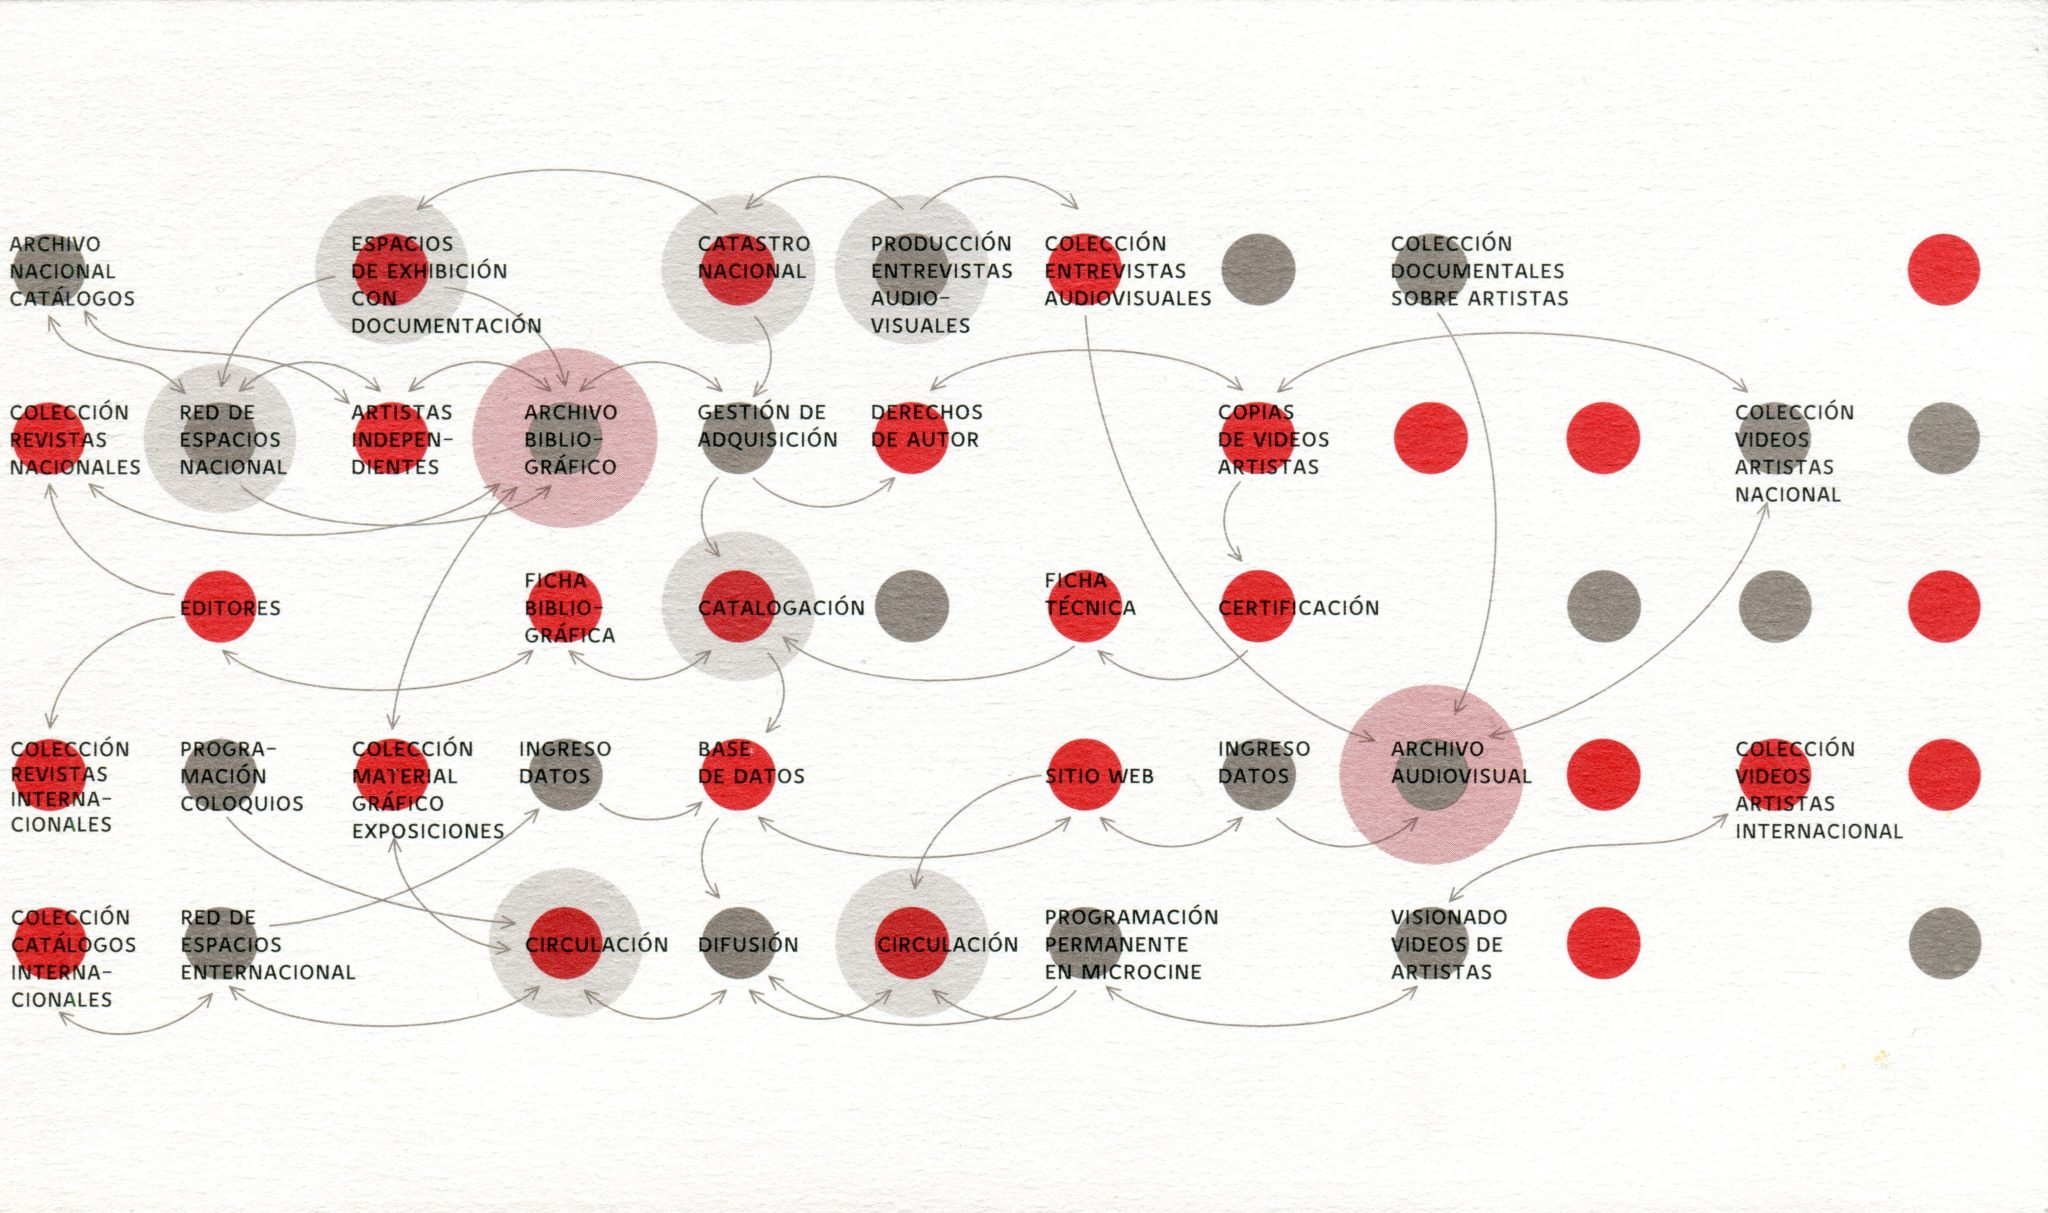 ARCHIVO
NACIONAL
CATÁLOGOS
ESPACIOS
DE EXHIBICIÓN
CON
DOCUMENTACIÓN
CATASTRO
NACIONAL
PRODUCCIÓN
ENTREVISTAS
AUDIO–
VISUALES
COLECCIÓN
ENTREVISTAS
AUDIOVISUALES
COLECCIÓN
DOCUMENTALES
SOBRE ARTISTAS
COLECCIÓN
REVISTAS
NACIONALES
RED DE
ESPACIOS
NACIONAL
ARTISTAS
INDEPEN–
DIENTES
ARCHIVO
BIBLIO–
GRÁFICO
GESTIÓN DE
ADQUISICIÓN
DERECHOS
DE AUTOR
COPIAS
DE VIDEOS
ARTISTAS
COLECCIÓN
VIDEOS
ARTISTAS
NACIONAL
EDITORES
FICHA
BIBLIO–
GRÁFICA
CATALOGACIÓN
FICHA
TÉCNICA
CERTIFICACIÓN
COLECCIÓN
REVISTAS
INTERNA–
CIONALES
PROGRA–
MACIÓN
COLOQUIOS
COLECCIÓN
MATERIAL
GRÁFICO
EXPOSICIONES
INGRESO
DATOS
BASE
DE DATOS
SITIO WEB
INGRESO
DATOS
ARCHIVO
AUDIOVISUAL
COLECCIÓN
VIDEOS
ARTISTAS
INTERNACIONAL
COLECCIÓN
CATÁLOGOS
INTERNA–
CIONALES
RED DE
ESPACIOS
ENTERNACIONAL
CIRCULACIÓN
DIFUSIÓN
CIRCULACIÓN
PROGRAMACIÓN
PERMANENTE
EN MICROCINE
VISIONADO
VIDEOS DE
ARTISTAS